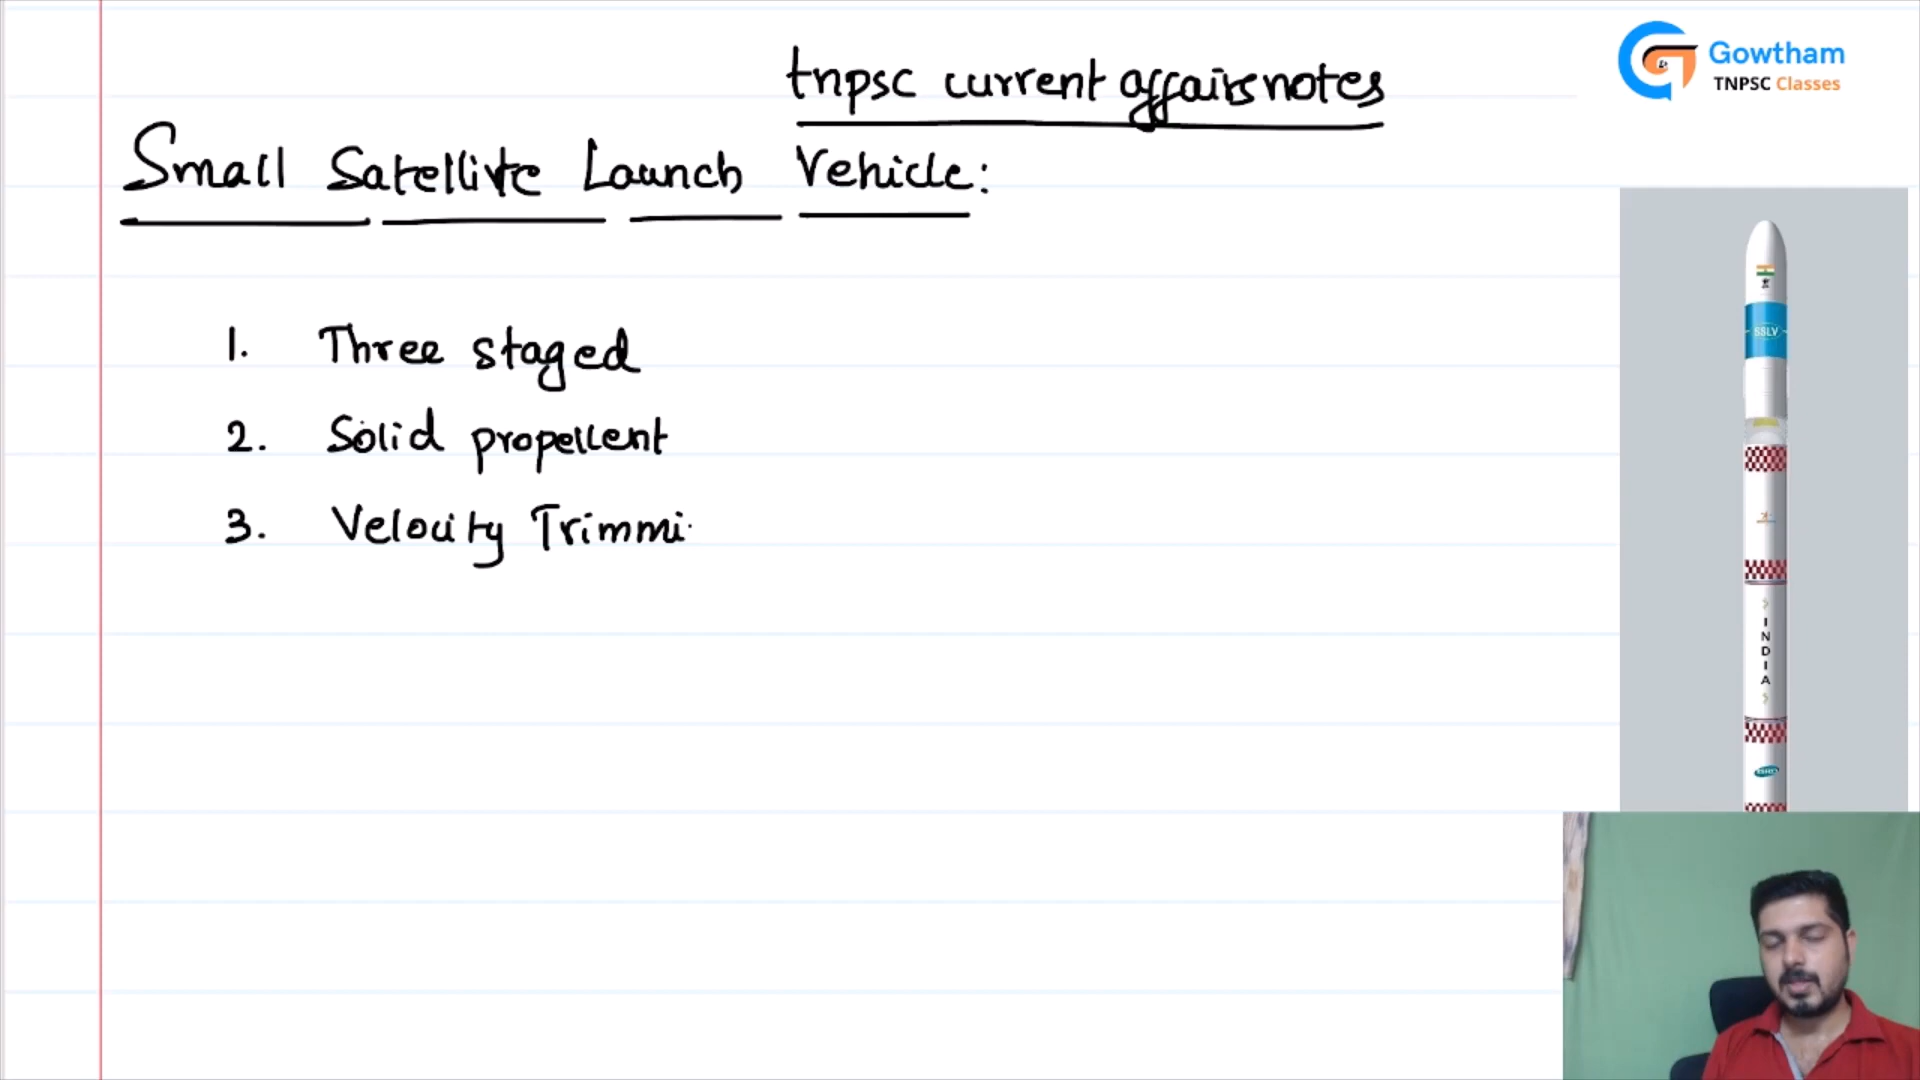 tnpsc current affairs notes
Gowtham
TNPSC Classes
Small Satellite Launch Vehicle:
1. Three staged
2. Solid propellent
3. Velocity Trimmi
SSLV
INDIA